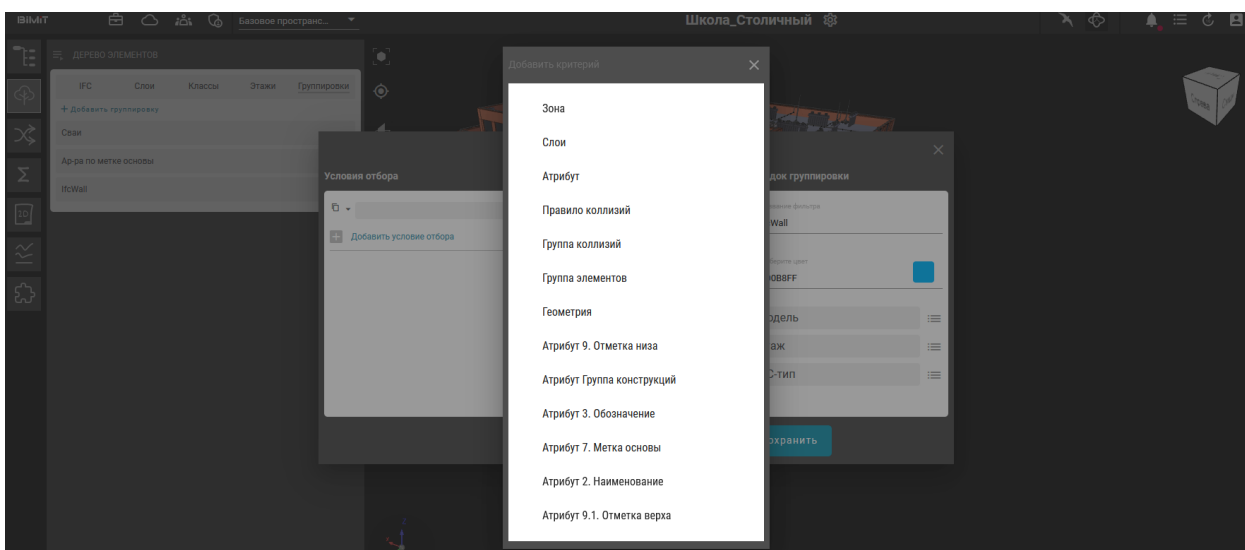 BIMIT
Базовое пространс...
Школа_Столичный
ДЕРЕВО ЭЛЕМЕНТОВ
IFC Слои Классы Этажи Группировки
+ Добавить группировку
Сваи
Ар-ра по метке основы
IfcWall
Условия отбора
Добавить условие отбора
Добавить критерий
Зона
Слои
Атрибут
Правило коллизий
Группа коллизий
Группа элементов
Геометрия
Атрибут 9. Отметка низа
Атрибут Группа конструкций
Атрибут 3. Обозначение
Атрибут 7. Метка основы
Атрибут 2. Наименование
Атрибут 9.1. Отметка верха
док группировки
Wall
0B8FF
одель
аж
C-тип
охранить